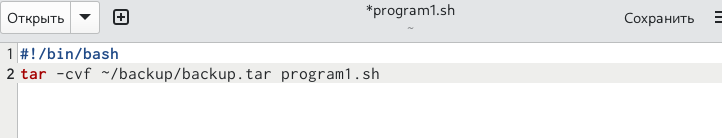 Открыть
*program1.sh
~
Сохранить
1 #!/bin/bash
2 tar -cvf ~/backup/backup.tar program1.sh